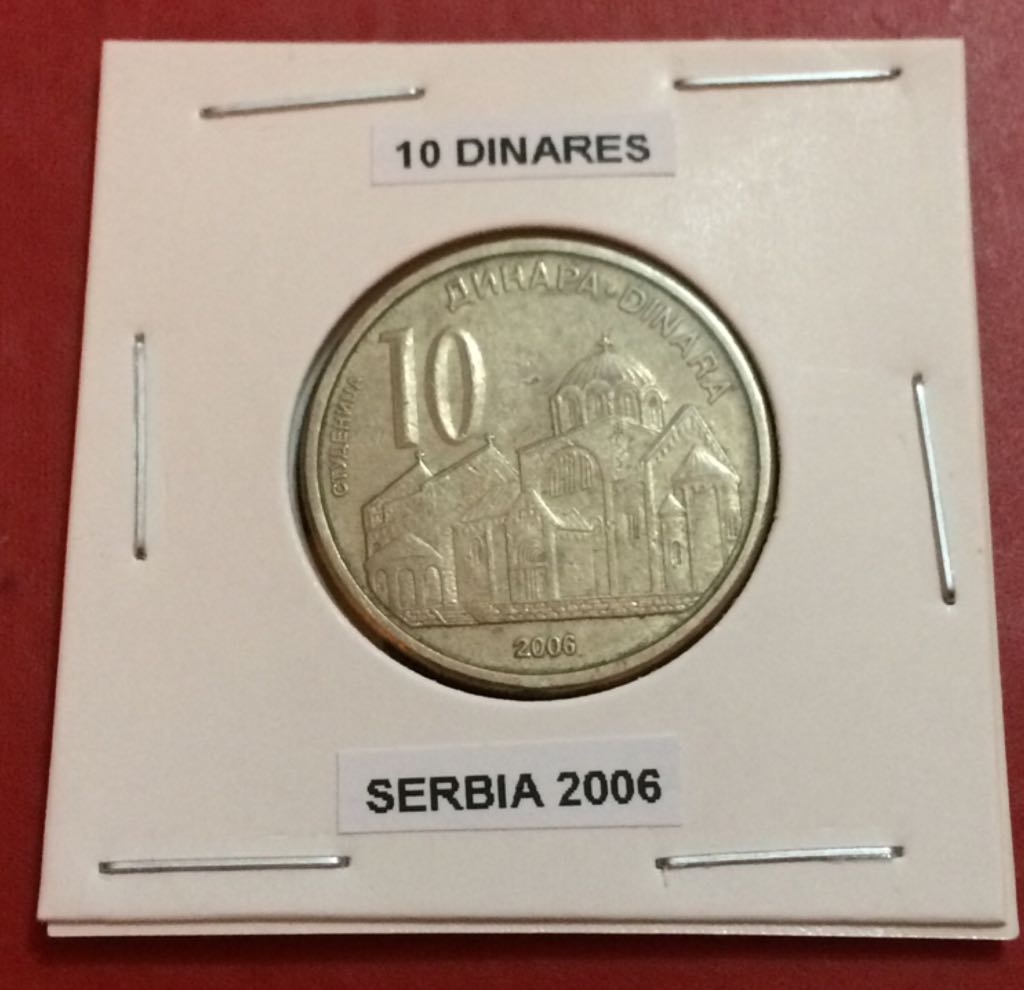 10 DINARES
ДИНАРА·DINARA
10
СТУДЕНИЦА
2006
SERBIA 2006